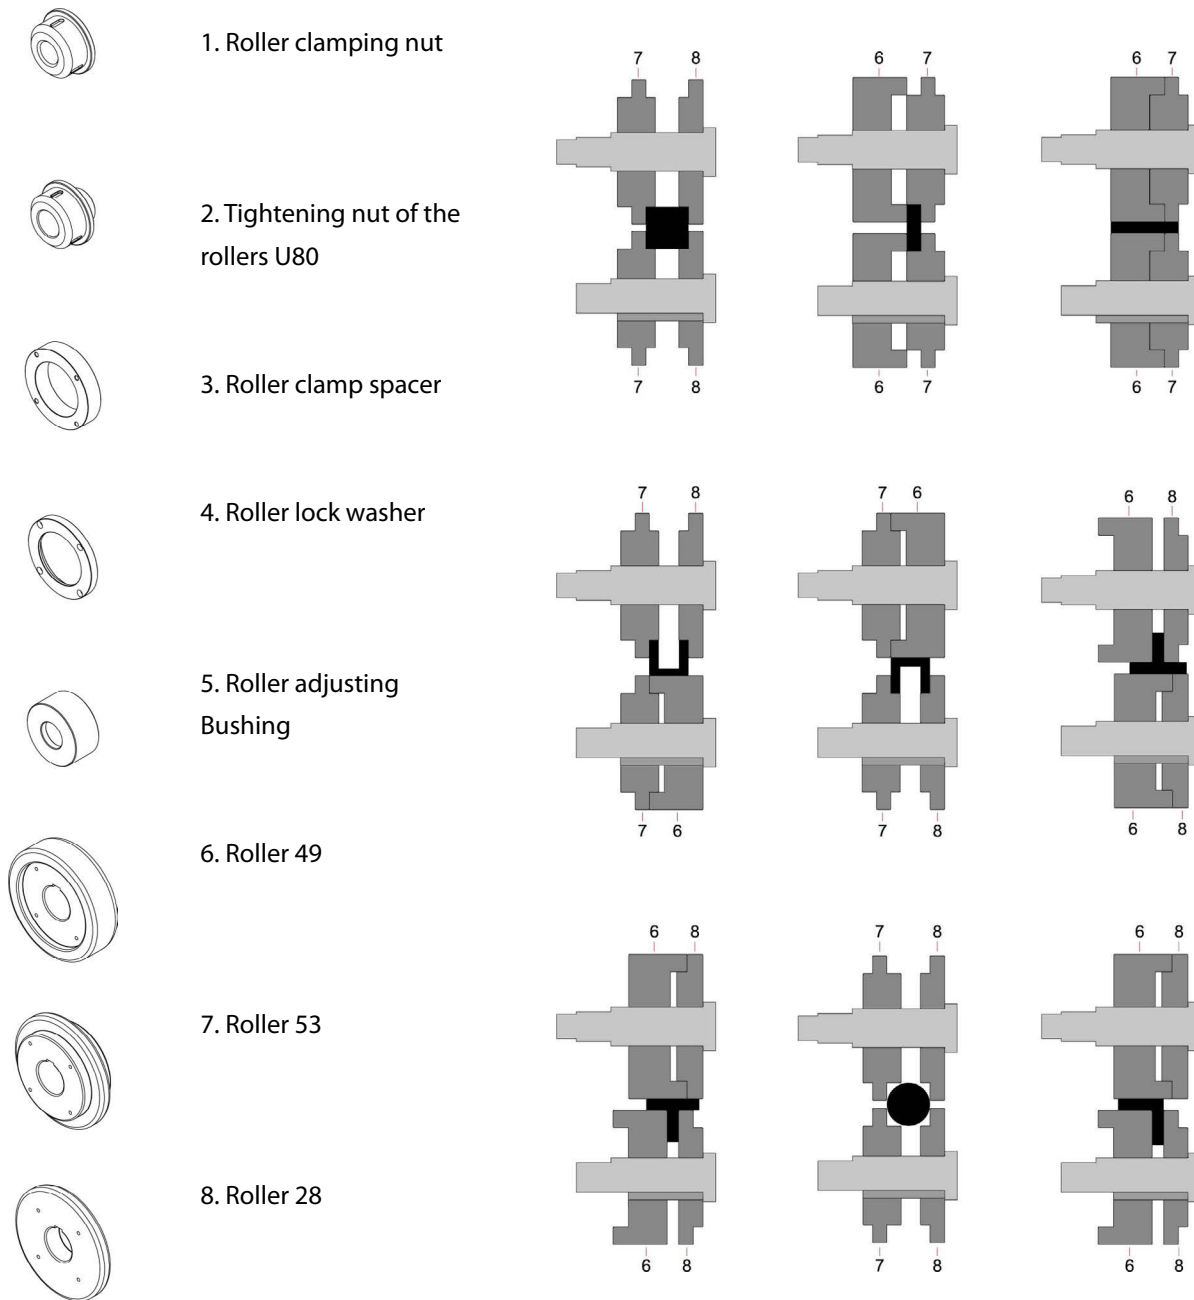 1. Roller clamping nut
2. Tightening nut of the
rollers U80
3. Roller clamp spacer
4. Roller lock washer
5. Roller adjusting
Bushing
6. Roller 49
7. Roller 53
8. Roller 28
7 8
6 7
6 7
7 8
6 7
6 7
7 8
7 6
6 8
7 6
7 8
6 8
6 8
7 8
6 8
6 8
7 8
6 8